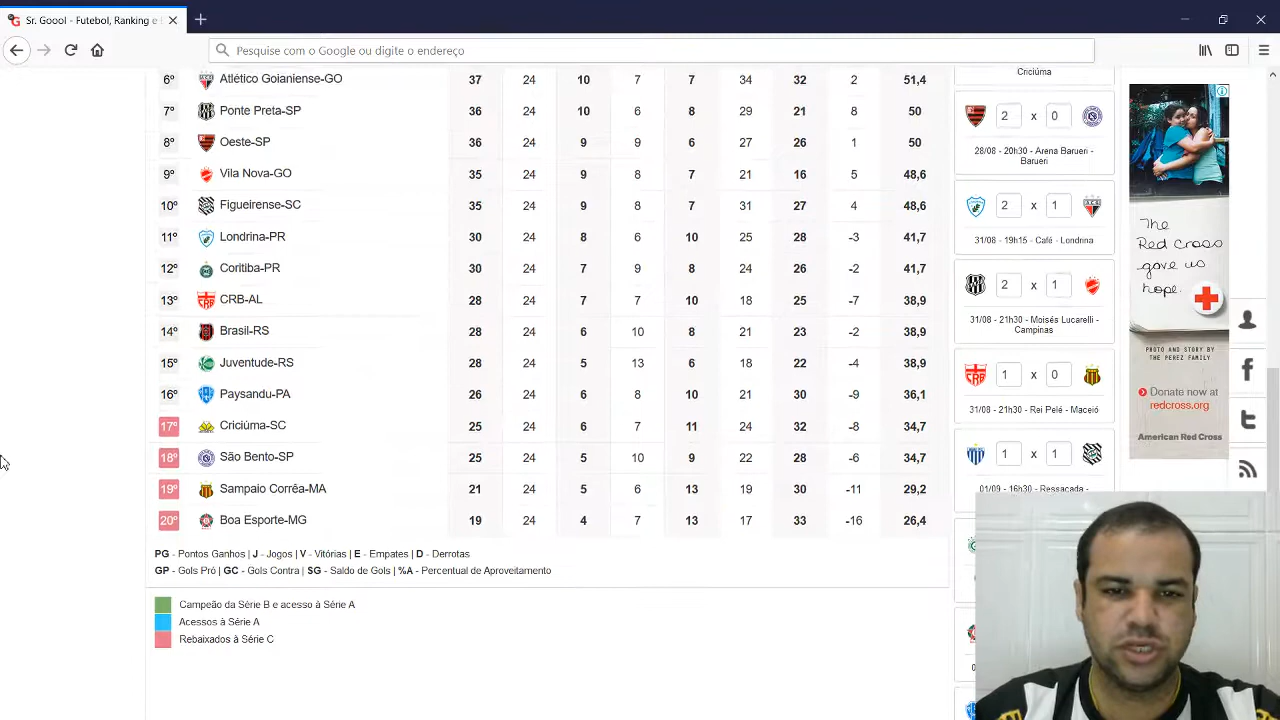 Sr. Goool - Futebol, Ranking e
Pesquise com o Google ou digite o endereço
6º Atlético Goianiense-GO 37 24 10 7 7 34 32 2 51,4
7º Ponte Preta-SP 36 24 10 6 8 29 21 8 50
8º Oeste-SP 36 24 9 9 6 27 26 1 50
9º Vila Nova-GO 35 24 9 8 7 21 16 5 48,6
10º Figueirense-SC 35 24 9 8 7 31 27 4 48,6
11º Londrina-PR 30 24 8 6 10 25 28 -3 41,7
12º Coritiba-PR 30 24 7 9 8 24 26 -2 41,7
13º CRB-AL 28 24 7 7 10 18 25 -7 38,9
14º Brasil-RS 28 24 6 10 8 21 23 -2 38,9
15º Juventude-RS 28 24 5 13 6 18 22 -4 38,9
16º Paysandu-PA 26 24 6 8 10 21 30 -9 36,1
17º Criciúma-SC 25 24 6 7 11 24 32 -8 34,7
18º São Bento-SP 25 24 5 10 9 22 28 -6 34,7
19º Sampaio Corrêa-MA 21 24 5 6 13 19 30 -11 29,2
20º Boa Esporte-MG 19 24 4 7 13 17 33 -16 26,4
PG - Pontos Ganhos | J - Jogos | V - Vitórias | E - Empates | D - Derrotas
GP - Gols Pró | GC - Gols Contra | SG - Saldo de Gols | %A - Percentual de Aproveitamento
Campeão da Série B e acesso à Série A
Acessos à Série A
Rebaixados à Série C
Criciúma
2 x 0
28/08 - 20h30 - Arena Barueri -
Barueri
2 x 1
31/08 - 19h15 - Café - Londrina
2 x 1
31/08 - 21h30 - Moisés Lucarelli -
Campinas
1 x 0
31/08 - 21h30 - Rei Pelé - Maceió
1 x 1
01/09 - 16h30 - Ressacada -
The
Red Cross
gave us
hope.
PHOTO AND STORY BY
THE PEREZ FAMILY
Donate now at
redcross.org
American Red Cross